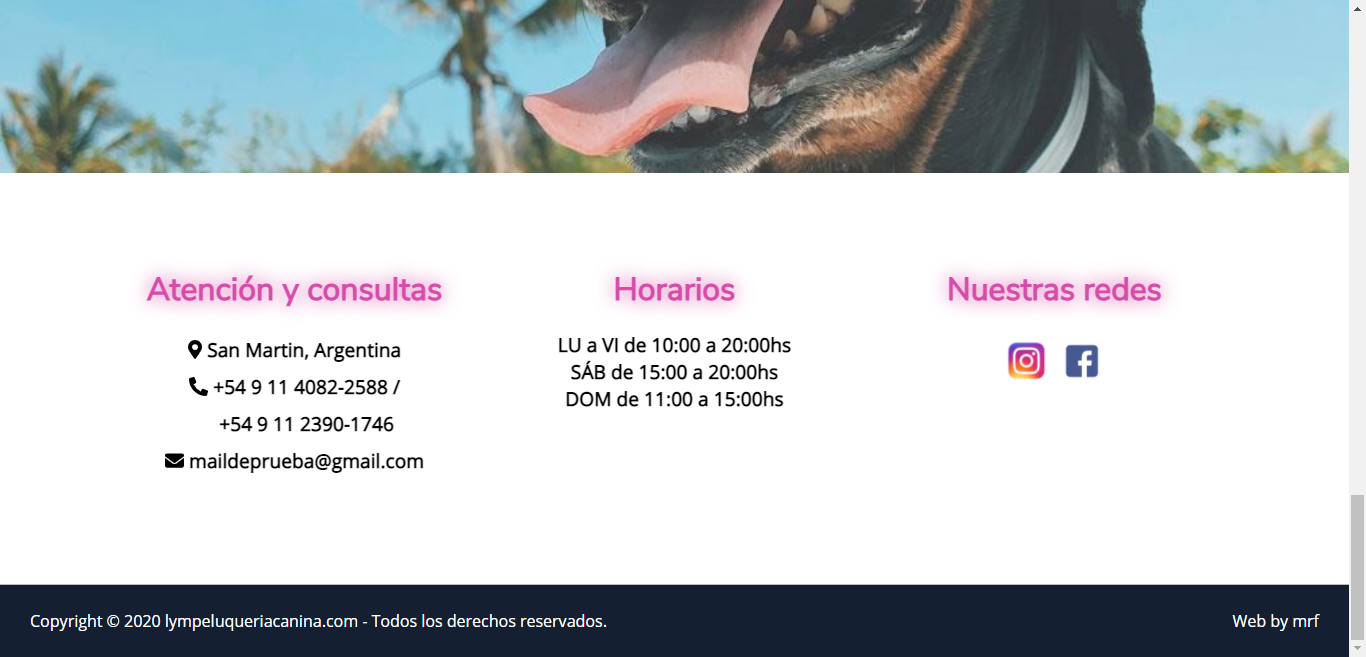 Atención y consultas
San Martin, Argentina
+54 9 11 4082-2588 /
+54 9 11 2390-1746
maildeprueba@gmail.com
Horarios
LU a VI de 10:00 a 20:00hs
SÁB de 15:00 a 20:00hs
DOM de 11:00 a 15:00hs
Nuestras redes
Copyright © 2020 lympeluqueriacanina.com - Todos los derechos reservados.
Web by mrf